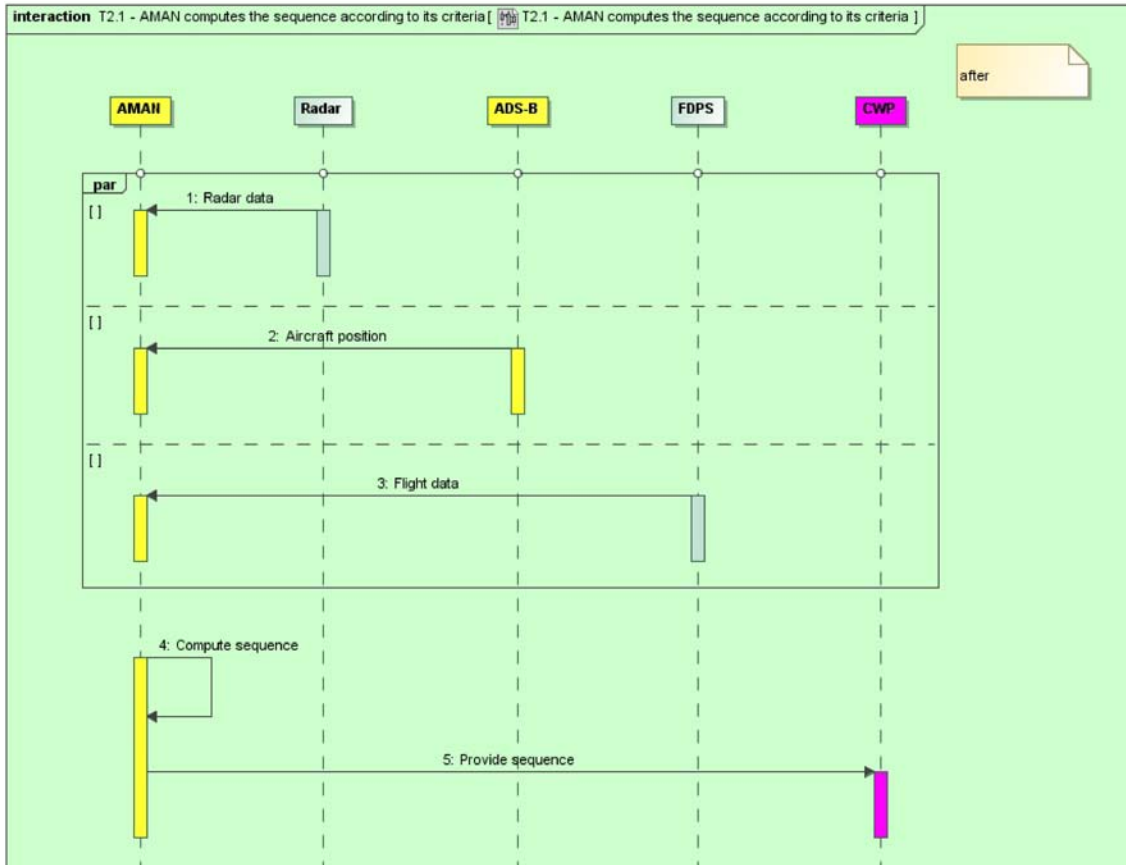 interaction T2.1 - AMAN computes the sequence according to its criteria[ T2.1 - AMAN computes the sequence according to its criteria ]
after
AMAN Radar ADS-B FDPS CWP
par
1: Radar data
[ ]
[ ]
2: Aircraft position
[ ]
3: Flight data
4: Compute sequence
5: Provide sequence